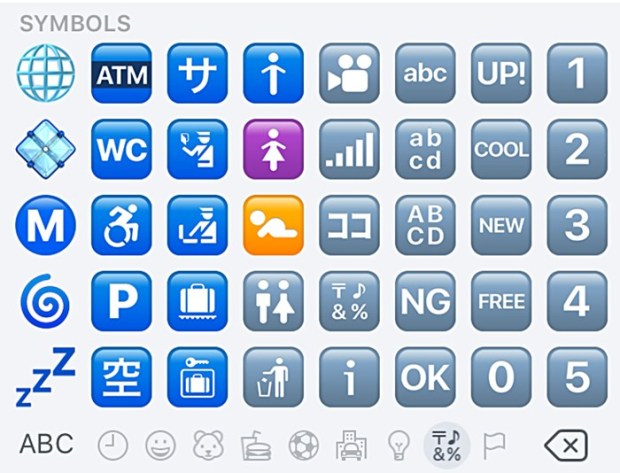 SYMBOLS
ATM サ abc UP! 1
WC ab COOL 2
cd
M ココ AB NEW 3
CD
P 〒♪ NG FREE 4
&%
zzZ 空 i OK 0 5
ABC 〒♪
&%